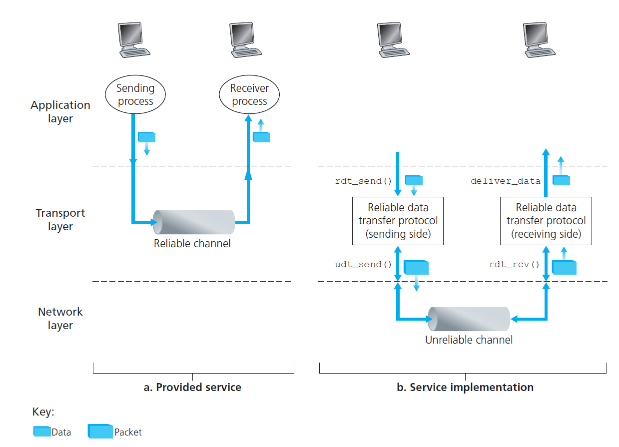 Sending
process
Receiver
process
Application
layer
rdt_send()
deliver_data
Transport
layer
Reliable channel
Reliable data
transfer protocol
(sending side)
Reliable data
transfer protocol
(receiving side)
udt_send()
rdt_rcv()
Network
layer
Unreliable channel
a. Provided service
b. Service implementation
Key:
Data
Packet